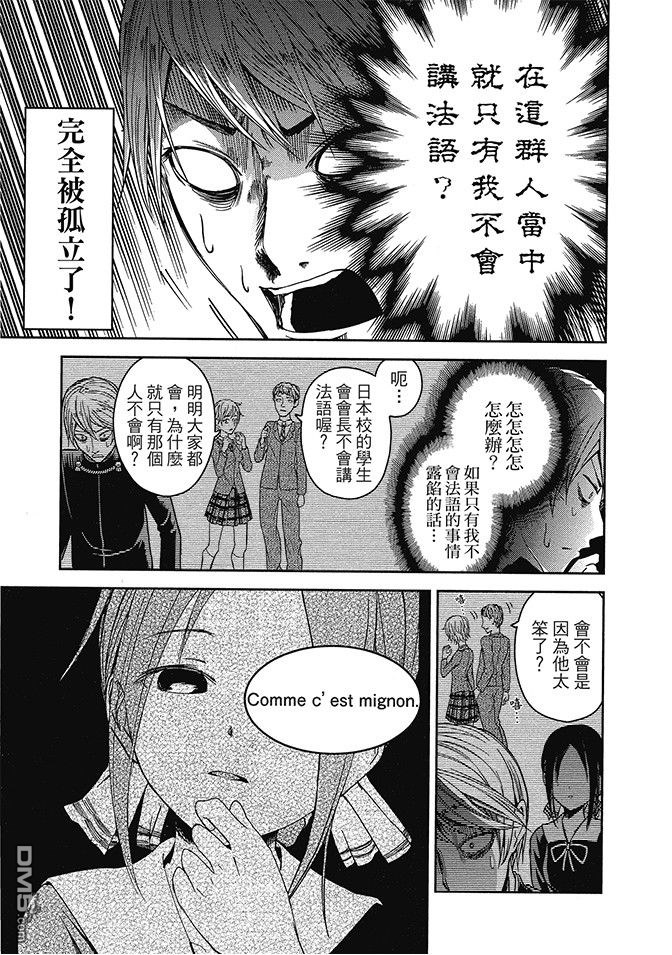 在這群人當中
就只有我不會
講法語？
完全被孤立了！
怎怎怎怎
怎麼辦？
如果只有我不
會法語的事情
露餡的話…
呃…
日本校的學生
會會長不會講
法語喔？
明明大家都
會，為什麼
就只有那個
人不會啊？
會不會是
因為他太
笨了？
嘻
嘻…
Comme c'est mignon.
DM5
.com